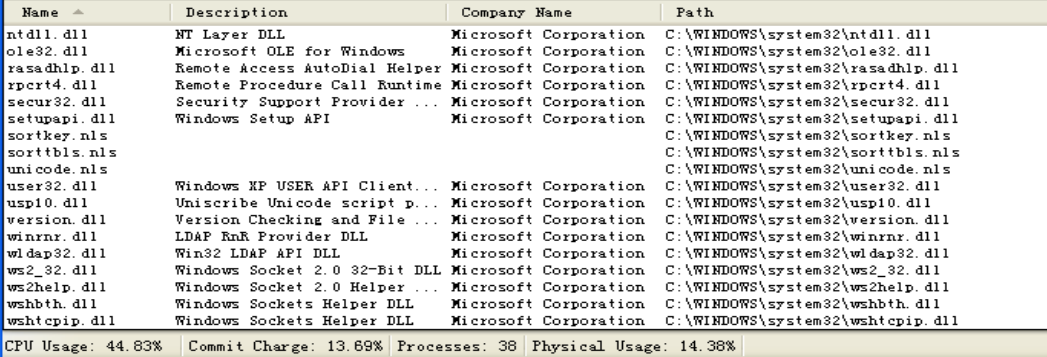 Name Description Company Name Path
ntdll.dll NT Layer DLL Microsoft Corporation C:\WINDOWS\system32\ntdll.dll
ole32.dll Microsoft OLE for Windows Microsoft Corporation C:\WINDOWS\system32\ole32.dll
rasadhlp.dll Remote Access AutoDial Helper Microsoft Corporation C:\WINDOWS\system32\rasadhlp.dll
rpcrt4.dll Remote Procedure Call Runtime Microsoft Corporation C:\WINDOWS\system32\rpcrt4.dll
secur32.dll Security Support Provider ... Microsoft Corporation C:\WINDOWS\system32\secur32.dll
setupapi.dll Windows Setup API Microsoft Corporation C:\WINDOWS\system32\setupapi.dll
sortkey.nls C:\WINDOWS\system32\sortkey.nls
sorttbls.nls C:\WINDOWS\system32\sorttbls.nls
unicode.nls C:\WINDOWS\system32\unicode.nls
user32.dll Windows XP USER API Client... Microsoft Corporation C:\WINDOWS\system32\user32.dll
usp10.dll Uniscribe Unicode script p... Microsoft Corporation C:\WINDOWS\system32\usp10.dll
version.dll Version Checking and File ... Microsoft Corporation C:\WINDOWS\system32\version.dll
winrnr.dll LDAP RnR Provider DLL Microsoft Corporation C:\WINDOWS\system32\winrnr.dll
wldap32.dll Win32 LDAP API DLL Microsoft Corporation C:\WINDOWS\system32\wldap32.dll
ws2_32.dll Windows Socket 2.0 32-Bit DLL Microsoft Corporation C:\WINDOWS\system32\ws2_32.dll
ws2help.dll Windows Socket 2.0 Helper ... Microsoft Corporation C:\WINDOWS\system32\ws2help.dll
wshbth.dll Windows Sockets Helper DLL Microsoft Corporation C:\WINDOWS\system32\wshbth.dll
wshtcpip.dll Windows Sockets Helper DLL Microsoft Corporation C:\WINDOWS\system32\wshtcpip.dll
CPU Usage: 44.83% Commit Charge: 13.69% Processes: 38 Physical Usage: 14.38%